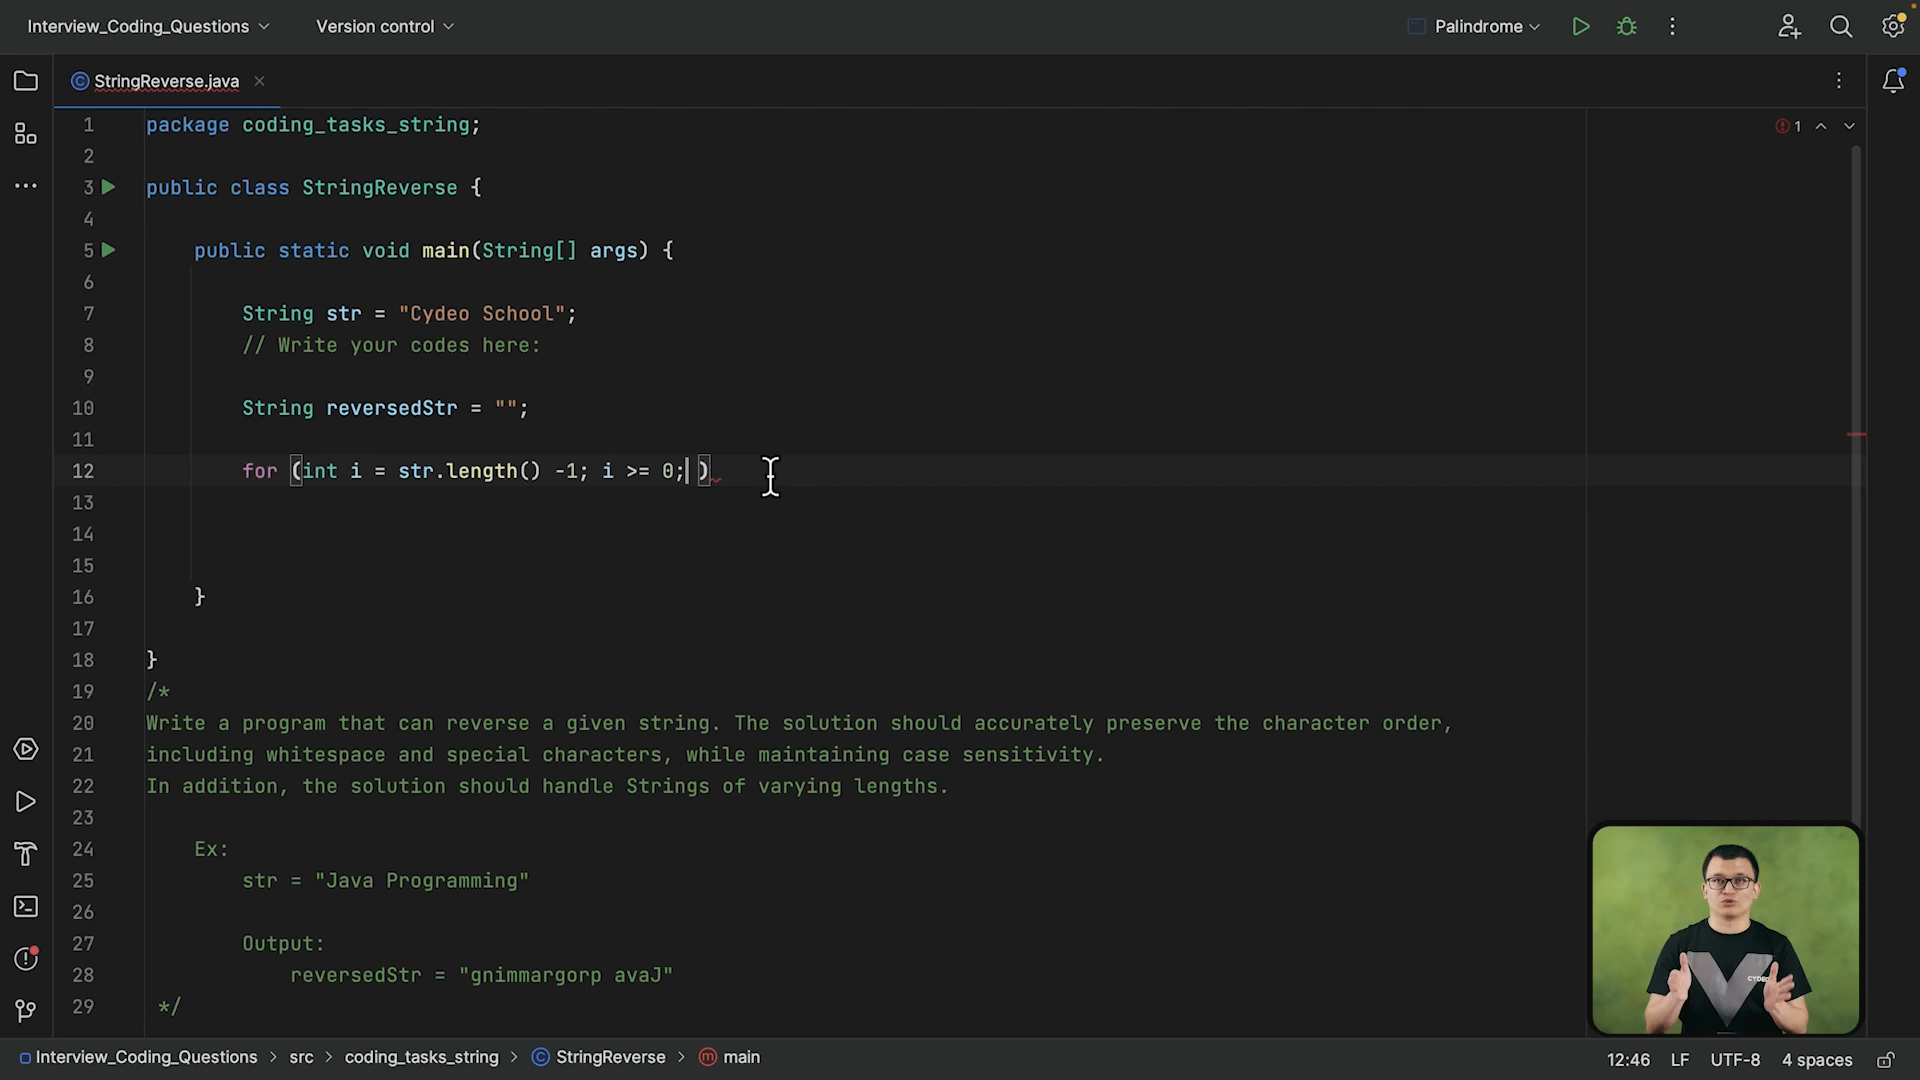 Interview_Coding_Questions Version control Palindrome
StringReverse.java
1 package coding_tasks_string; 1
2
3 public class StringReverse {
4
5 public static void main(String[] args) {
6
7 String str = "Cydeo School";
8 // Write your codes here:
9
10 String reversedStr = "";
11
12 for (int i = str.length() -1; i >= 0; )
13
14
15
16 }
17
18 }
19 /*
20 Write a program that can reverse a given string. The solution should accurately preserve the character order,
21 including whitespace and special characters, while maintaining case sensitivity.
22 In addition, the solution should handle Strings of varying lengths.
23
24 Ex:
25 str = "Java Programming"
26
27 Output:
28 reversedStr = "gnimmargorp avaJ"
29 */
CYDEO
Interview_Coding_Questions > src > coding_tasks_string > StringReverse > main 12:46 LF UTF-8 4 spaces